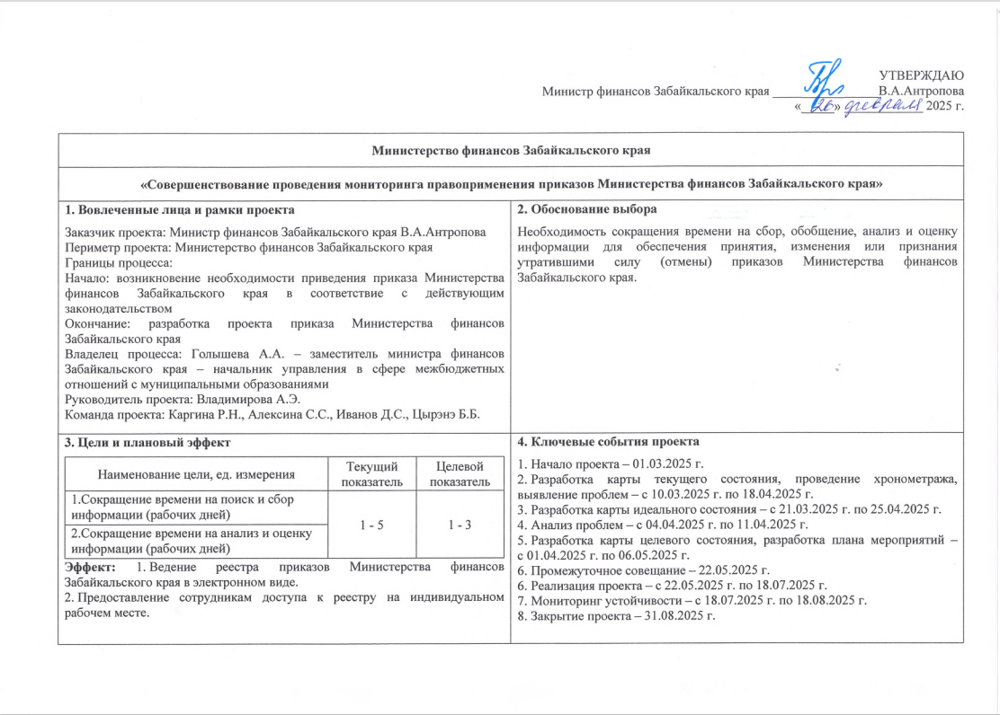 УТВЕРЖДАЮ
Министр финансов Забайкальского края _________________ В.А.Антропова
«26» февраля 2025 г.
Министерство финансов Забайкальского края
«Совершенствование проведения мониторинга правоприменения приказов Министерства финансов Забайкальского края»
1. Вовлеченные лица и рамки проекта
Заказчик проекта: Министр финансов Забайкальского края В.А.Антропова
Периметр проекта: Министерство финансов Забайкальского края
Границы процесса:
Начало: возникновение необходимости приведения приказа Министерства
финансов Забайкальского края в соответствие с действующим
законодательством
Окончание: разработка проекта приказа Министерства финансов
Забайкальского края
Владелец процесса: Голышева А.А. – заместитель министра финансов
Забайкальского края – начальник управления в сфере межбюджетных
отношений с муниципальными образованиями
Руководитель проекта: Владимирова А.Э.
Команда проекта: Каргина Р.Н., Алексина С.С., Иванов Д.С., Цырэнэ Б.Б.
2. Обоснование выбора
Необходимость сокращения времени на сбор, обобщение, анализ и оценку
информации для обеспечения принятия, изменения или признания
утратившими силу (отмены) приказов Министерства финансов
Забайкальского края.
3. Цели и плановый эффект
Наименование цели, ед. измерения
Текущий
показатель
Целевой
показатель
1.Сокращение времени на поиск и сбор
информации (рабочих дней)
2.Сокращение времени на анализ и оценку
информации (рабочих дней)
1 - 5
1 - 3
Эффект: 1. Ведение реестра приказов Министерства финансов
Забайкальского края в электронном виде.
2. Предоставление сотрудникам доступа к реестру на индивидуальном
рабочем месте.
4. Ключевые события проекта
1. Начало проекта – 01.03.2025 г.
2. Разработка карты текущего состояния, проведение хронометража,
выявление проблем – с 10.03.2025 г. по 18.04.2025 г.
3. Разработка карты идеального состояния – с 21.03.2025 г. по 25.04.2025 г.
4. Анализ проблем – с 04.04.2025 г. по 11.04.2025 г.
5. Разработка карты целевого состояния, разработка плана мероприятий –
с 01.04.2025 г. по 06.05.2025 г.
6. Промежуточное совещание – 22.05.2025 г.
6. Реализация проекта – с 22.05.2025 г. по 18.07.2025 г.
7. Мониторинг устойчивости – с 18.07.2025 г. по 18.08.2025 г.
8. Закрытие проекта – 31.08.2025 г.